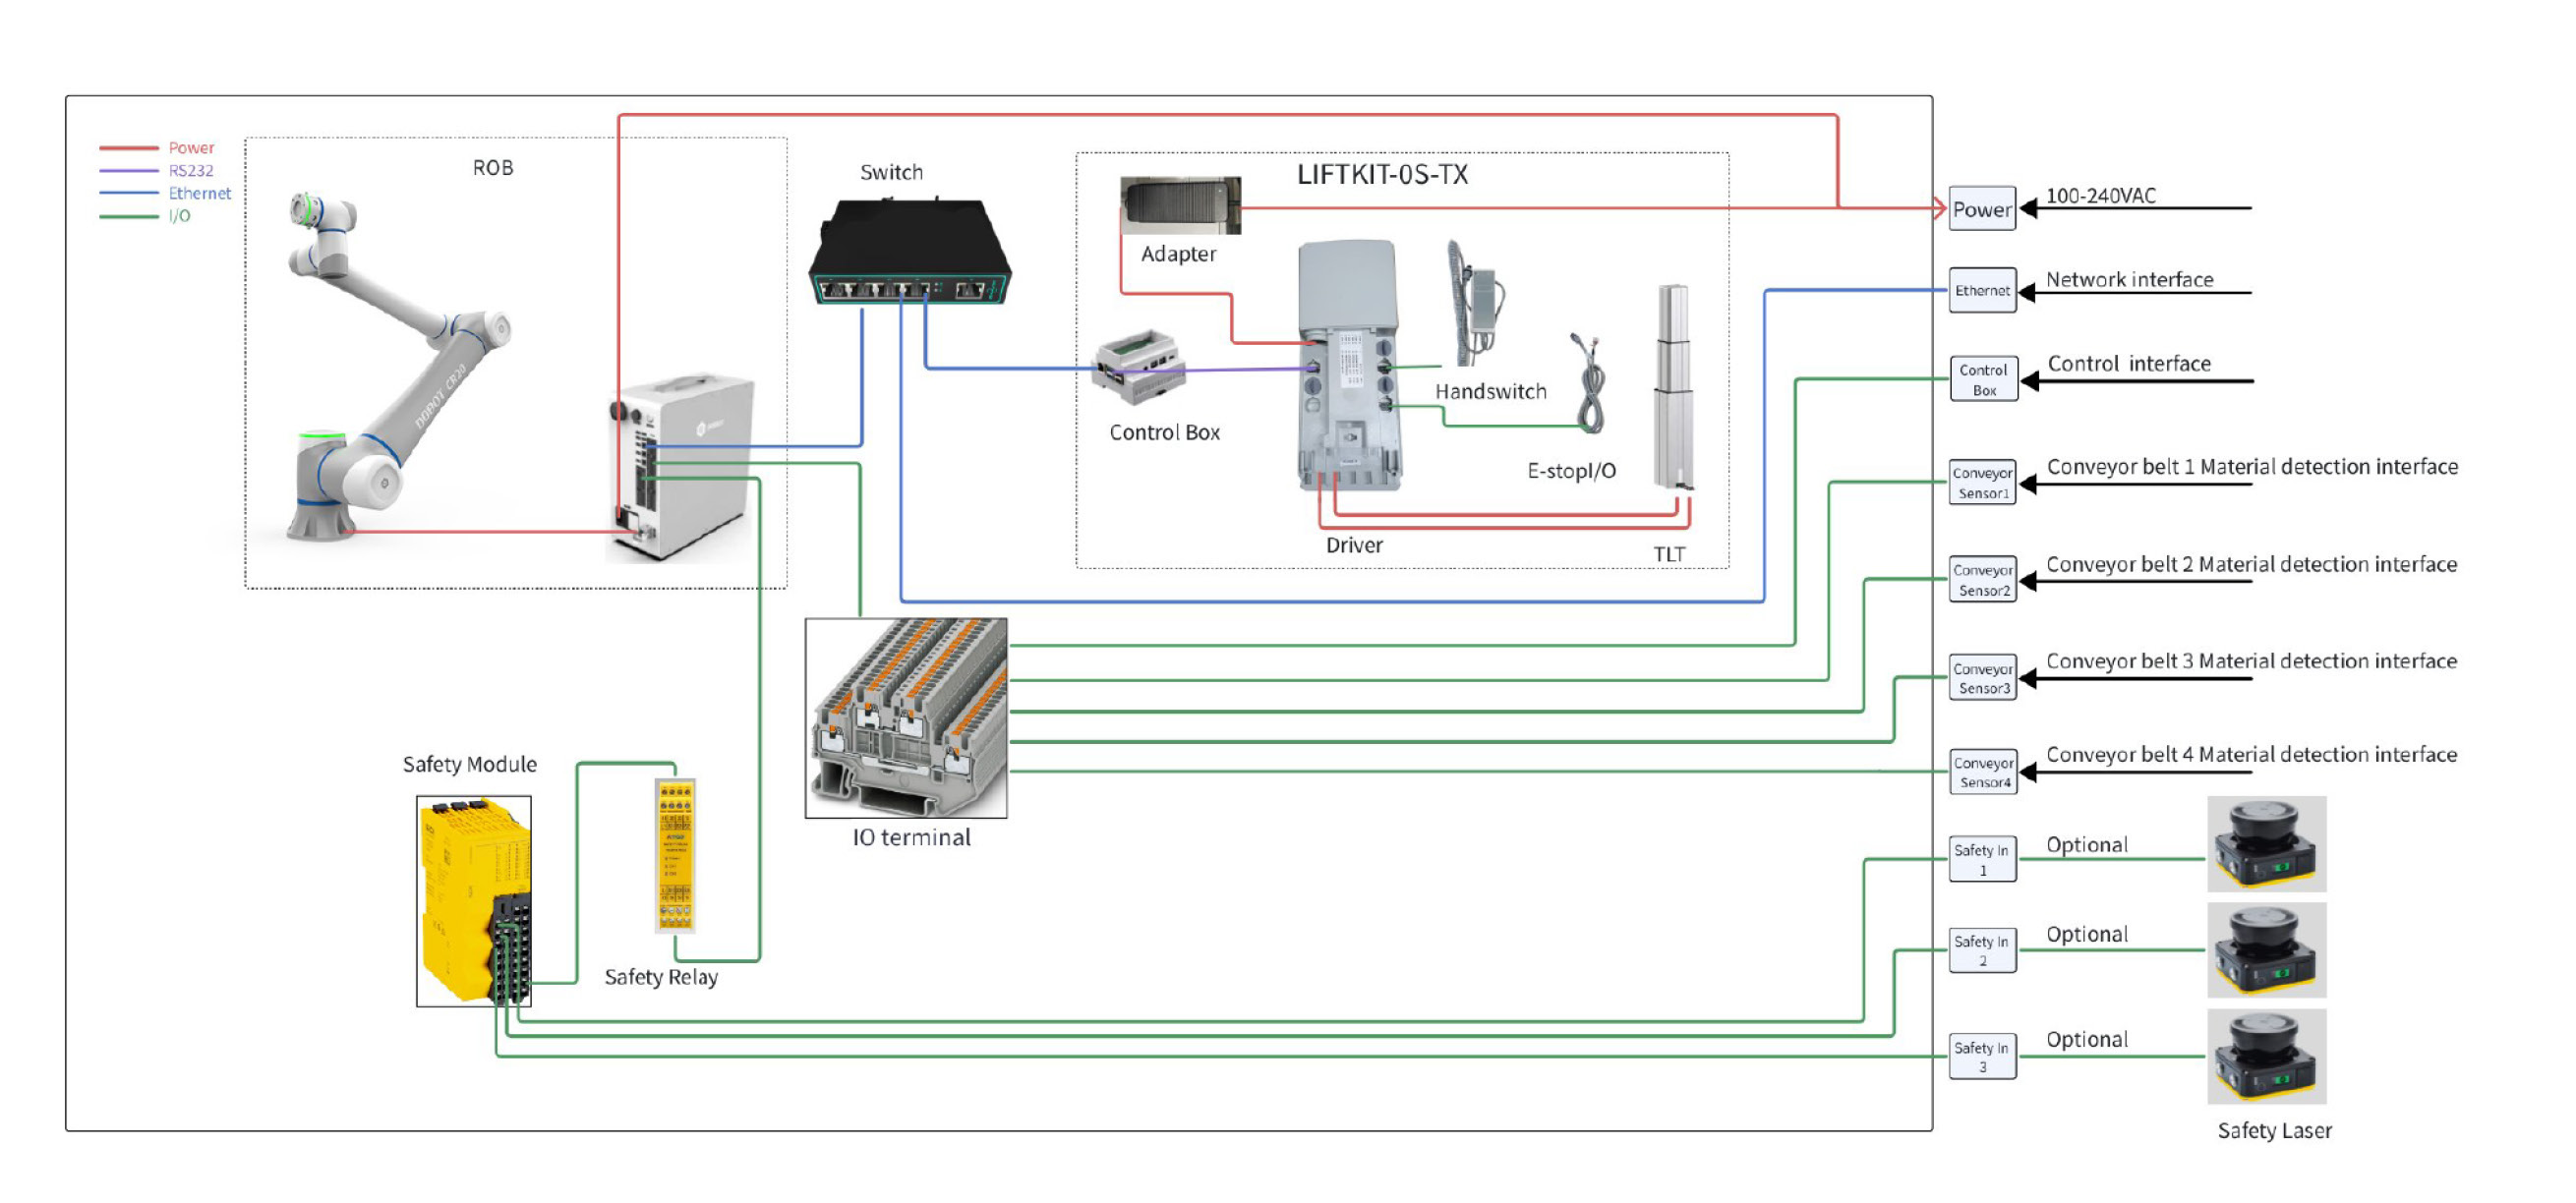 Power
RS232
Ethernet
I/O
ROB
DOBOT CR20
Switch
LIFTKIT-0S-TX
Adapter
Control Box
Handswitch
E-stopI/O
Driver
TLT
Power
100-240VAC
Ethernet
Network interface
Control
Box
Control interface
Conveyor
Sensor1
Conveyor belt 1 Material detection interface
Conveyor
Sensor2
Conveyor belt 2 Material detection interface
Conveyor
Sensor3
Conveyor belt 3 Material detection interface
Conveyor
Sensor4
Conveyor belt 4 Material detection interface
IO terminal
Safety Module
Safety Relay
Safety In
1
Optional
Safety In
2
Optional
Safety In
3
Optional
Safety Laser